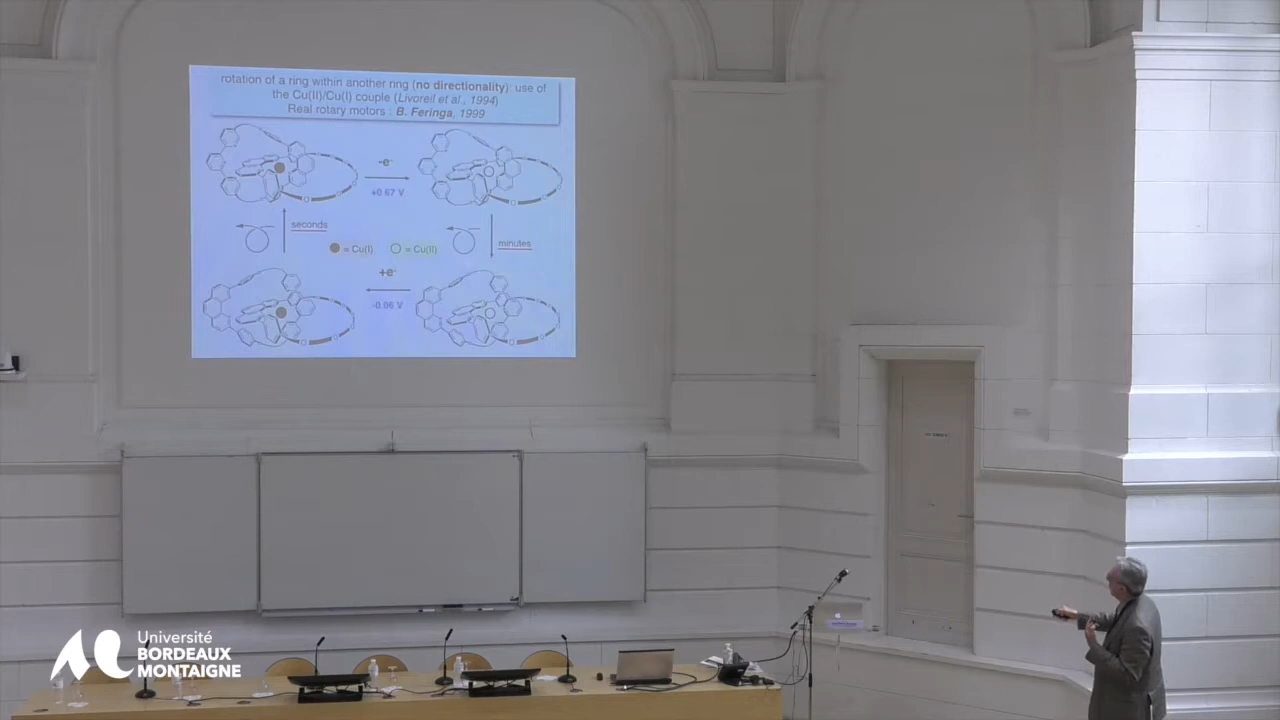 rotation of a ring within another ring (no directionality): use of
the Cu(II)/Cu(I) couple (Livoreil et al., 1994)
Real rotary motors : B. Feringa, 1999
-e-
+0.67 V
seconds
= Cu(I)
= Cu(II)
minutes
+e-
-0.06 V
Université
BORDEAUX
MONTAIGNE